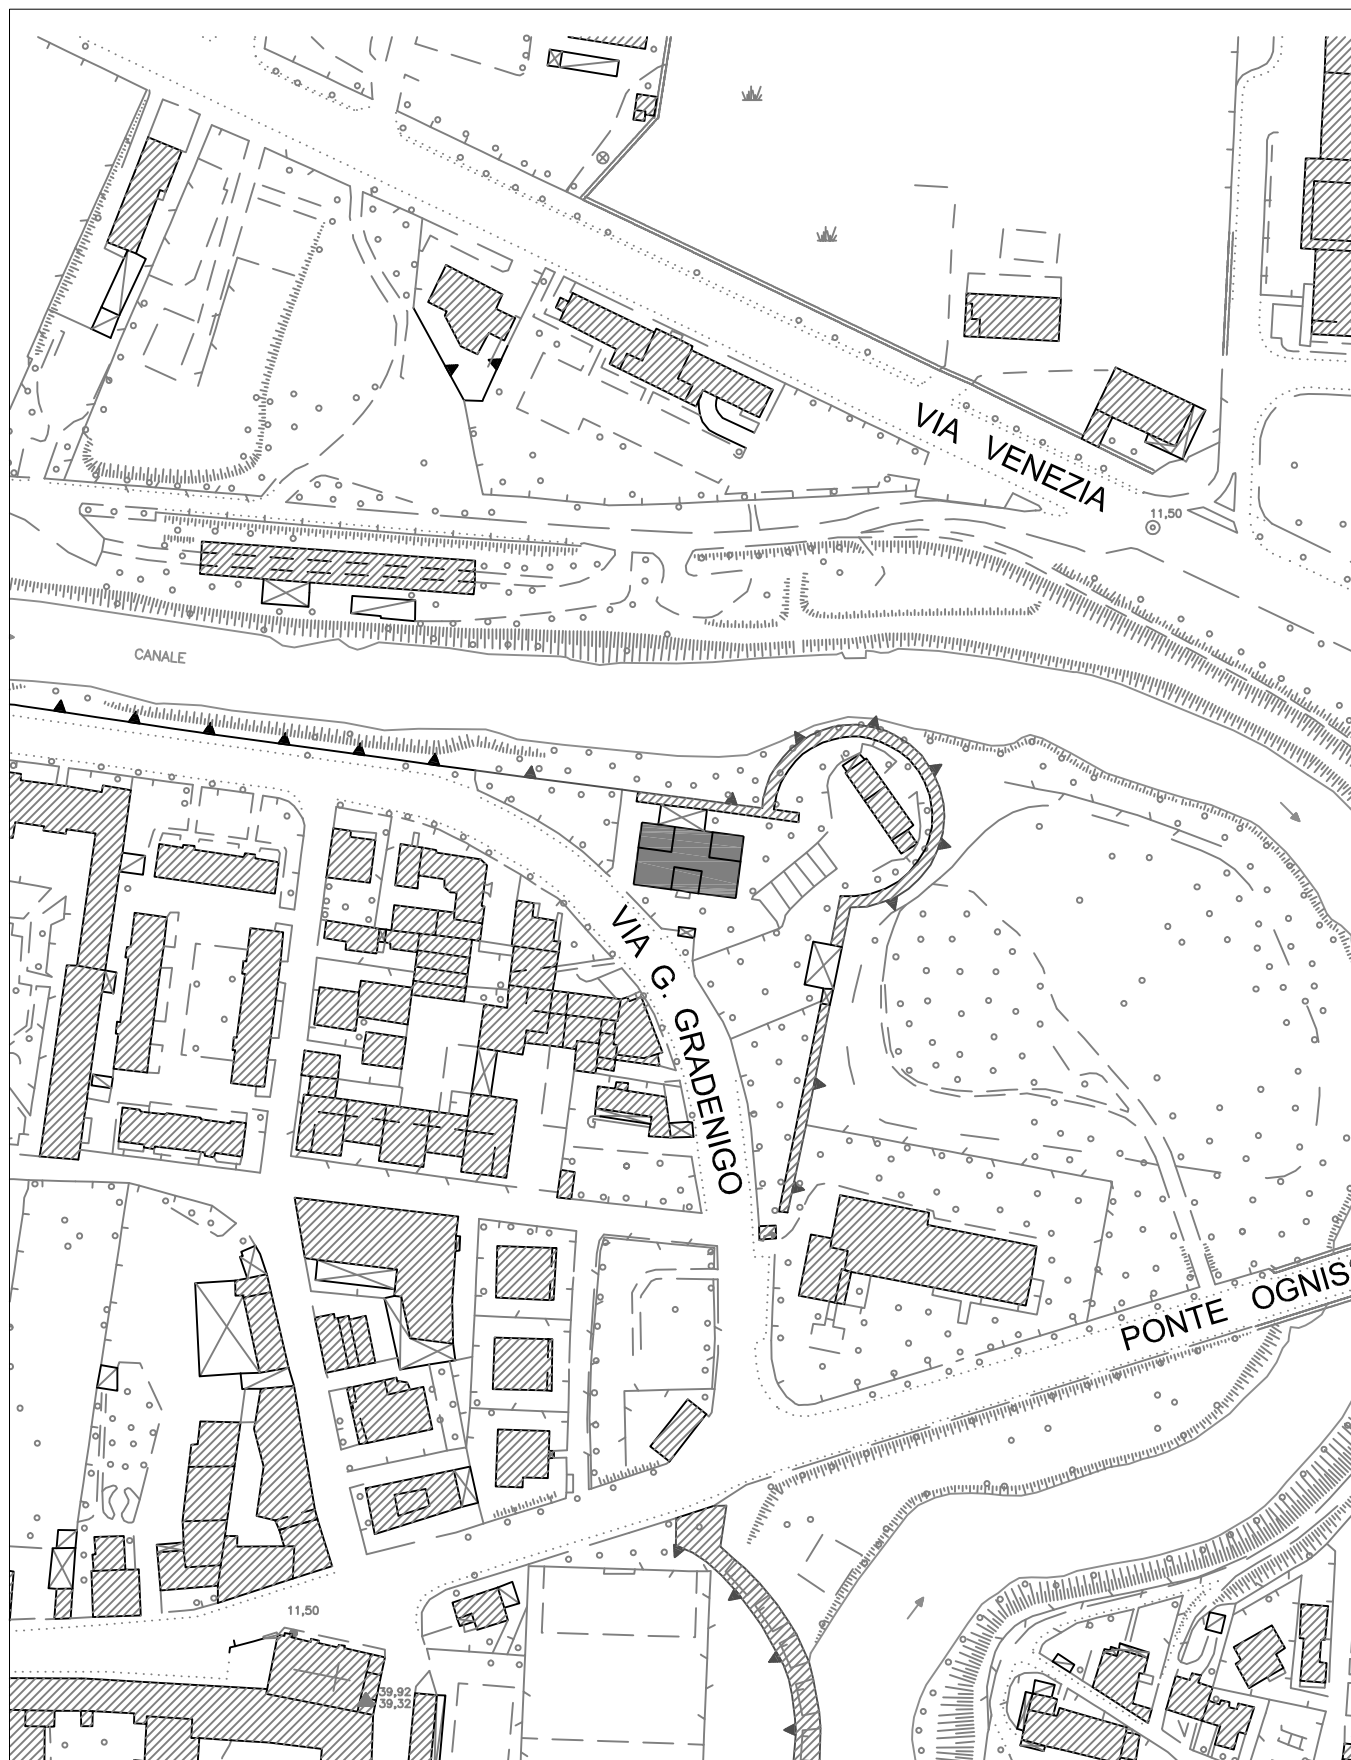 VIA VENEZIA
11,50
CANALE
VIA G. GRADENIGO
PONTE OGNIS
11,50
39,92
39,32